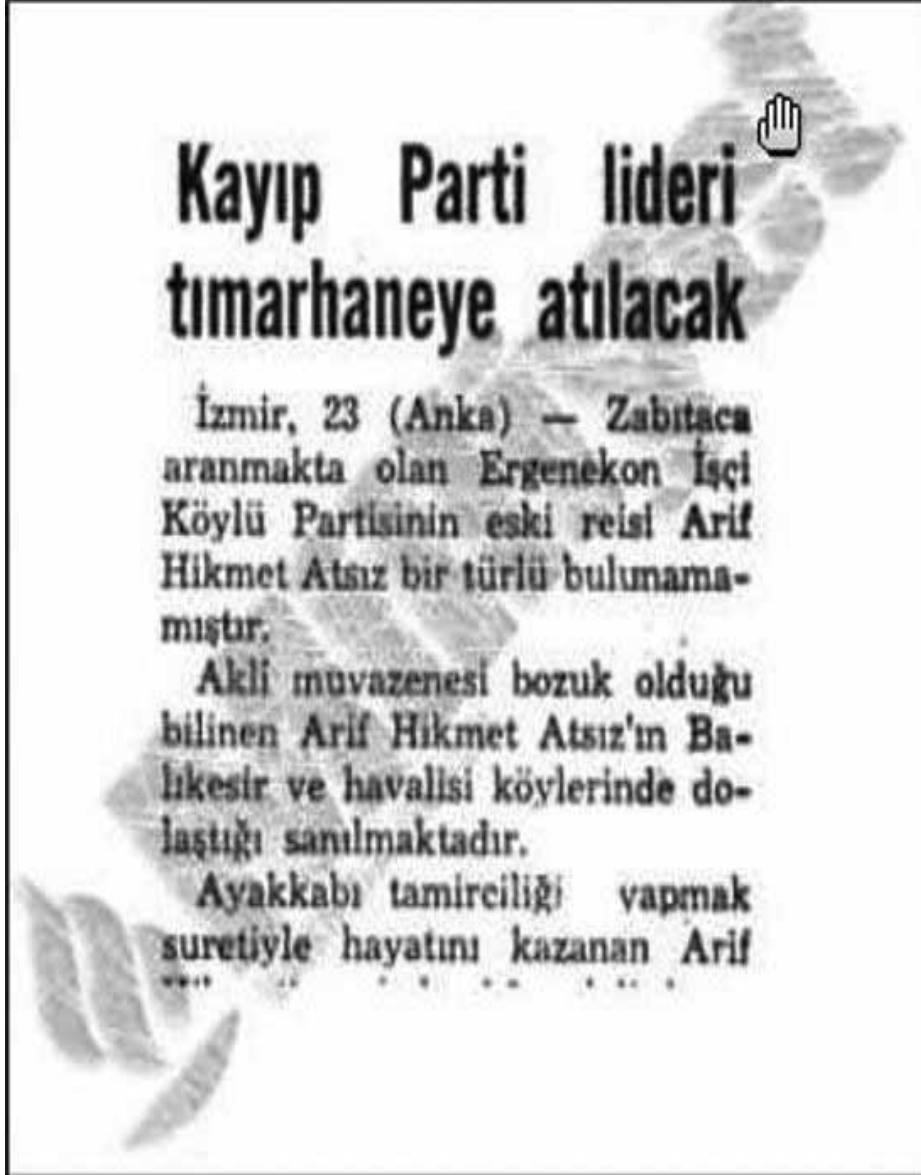 Kayıp Parti lideri
tımarhaneye atılacak
İzmir, 23 (Anka) — Zabıtaca
aranmakta olan Ergenekon İşçi
Köylü Partisinin eski reisi Arif
Hikmet Atsız bir türlü bulunama-
mıştır.
Akli muvazenesi bozuk olduğu
bilinen Arif Hikmet Atsız'ın Ba-
lıkesir ve havalisi köylerinde do-
laştığı sanılmaktadır.
Ayakkabı tamirciliği yapmak
suretiyle hayatını kazanan Arif